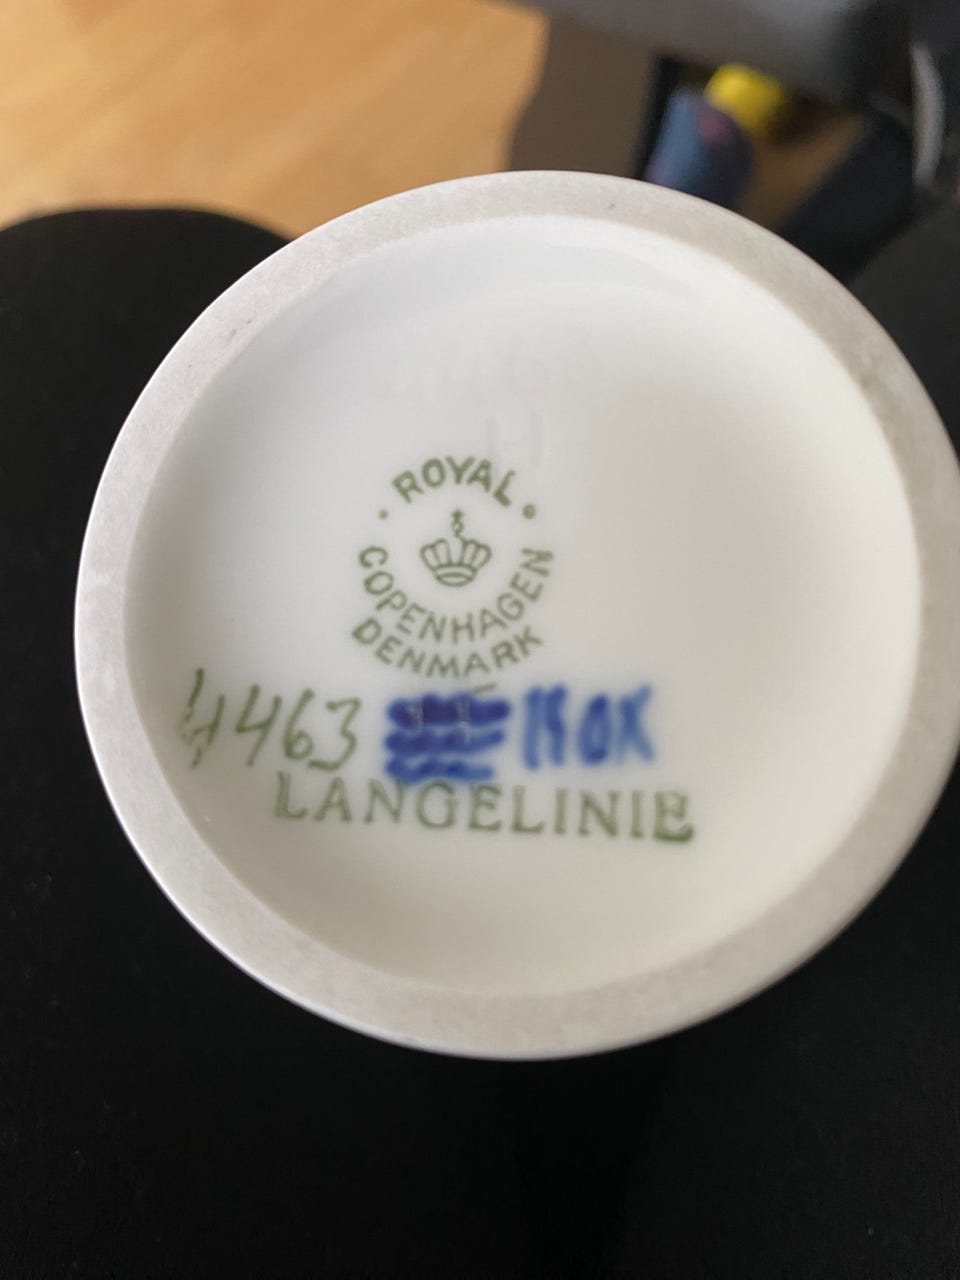 ROYAL
COPENHAGEN
DENMARK
4463
LANGELINIE